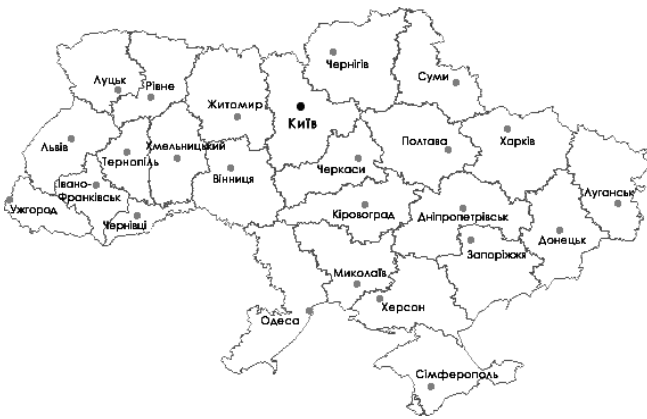 Чернігів
Суми
Луцьк
Рівне
Житомир
Київ
Львів
Тернопіль
Хмельницький
Вінниця
Черкаси
Полтава
Харків
Івано-
Франківськ
Ужгород
Чернівці
Кіровоград
Дніпропетрівськ
Луганськ
Донецьк
Запоріжжя
Миколаїв
Херсон
Одеса
Сімферополь